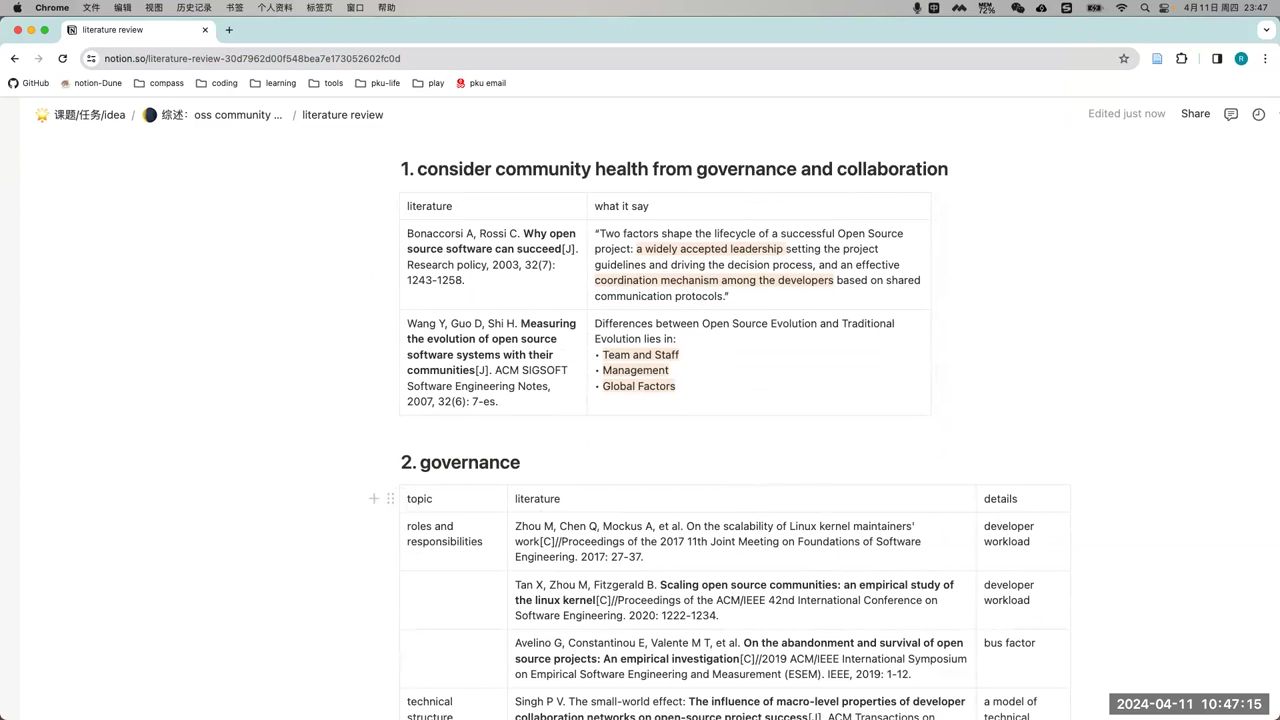 Chrome 文件 编辑 视图 历史记录 书签 个人资料 标签页 窗口 帮助 中 4月11日 周四 23:47
literature review
notion.so/literature-review-30d7962d00f548bea7e173052602fc0d R
GitHub notion-Dune compass coding learning tools pku-life play pku email
课题/任务/idea / 综述：oss community ... / literature review Edited just now Share
1. consider community health from governance and collaboration
literature what it say
Bonaccorsi A, Rossi C. Why open
source software can succeed[J].
Research policy, 2003, 32(7):
1243-1258.
“Two factors shape the lifecycle of a successful Open Source
project: a widely accepted leadership setting the project
guidelines and driving the decision process, and an effective
coordination mechanism among the developers based on shared
communication protocols.”
Wang Y, Guo D, Shi H. Measuring
the evolution of open source
software systems with their
communities[J]. ACM SIGSOFT
Software Engineering Notes,
2007, 32(6): 7-es.
Differences between Open Source Evolution and Traditional
Evolution lies in:
• Team and Staff
• Management
• Global Factors
2. governance
topic literature details
roles and
responsibilities
Zhou M, Chen Q, Mockus A, et al. On the scalability of Linux kernel maintainers'
work[C]//Proceedings of the 2017 11th Joint Meeting on Foundations of Software
Engineering. 2017: 27-37.
developer
workload
Tan X, Zhou M, Fitzgerald B. Scaling open source communities: an empirical study of
the linux kernel[C]//Proceedings of the ACM/IEEE 42nd International Conference on
Software Engineering. 2020: 1222-1234.
developer
workload
Avelino G, Constantinou E, Valente M T, et al. On the abandonment and survival of open
source projects: An empirical investigation[C]//2019 ACM/IEEE International Symposium
on Empirical Software Engineering and Measurement (ESEM). IEEE, 2019: 1-12.
bus factor
technical
structure
Singh P V. The small-world effect: The influence of macro-level properties of developer
collaboration networks on open-source project success[J]. ACM Transactions on
a model of
technical
2024-04-11 10:47:15